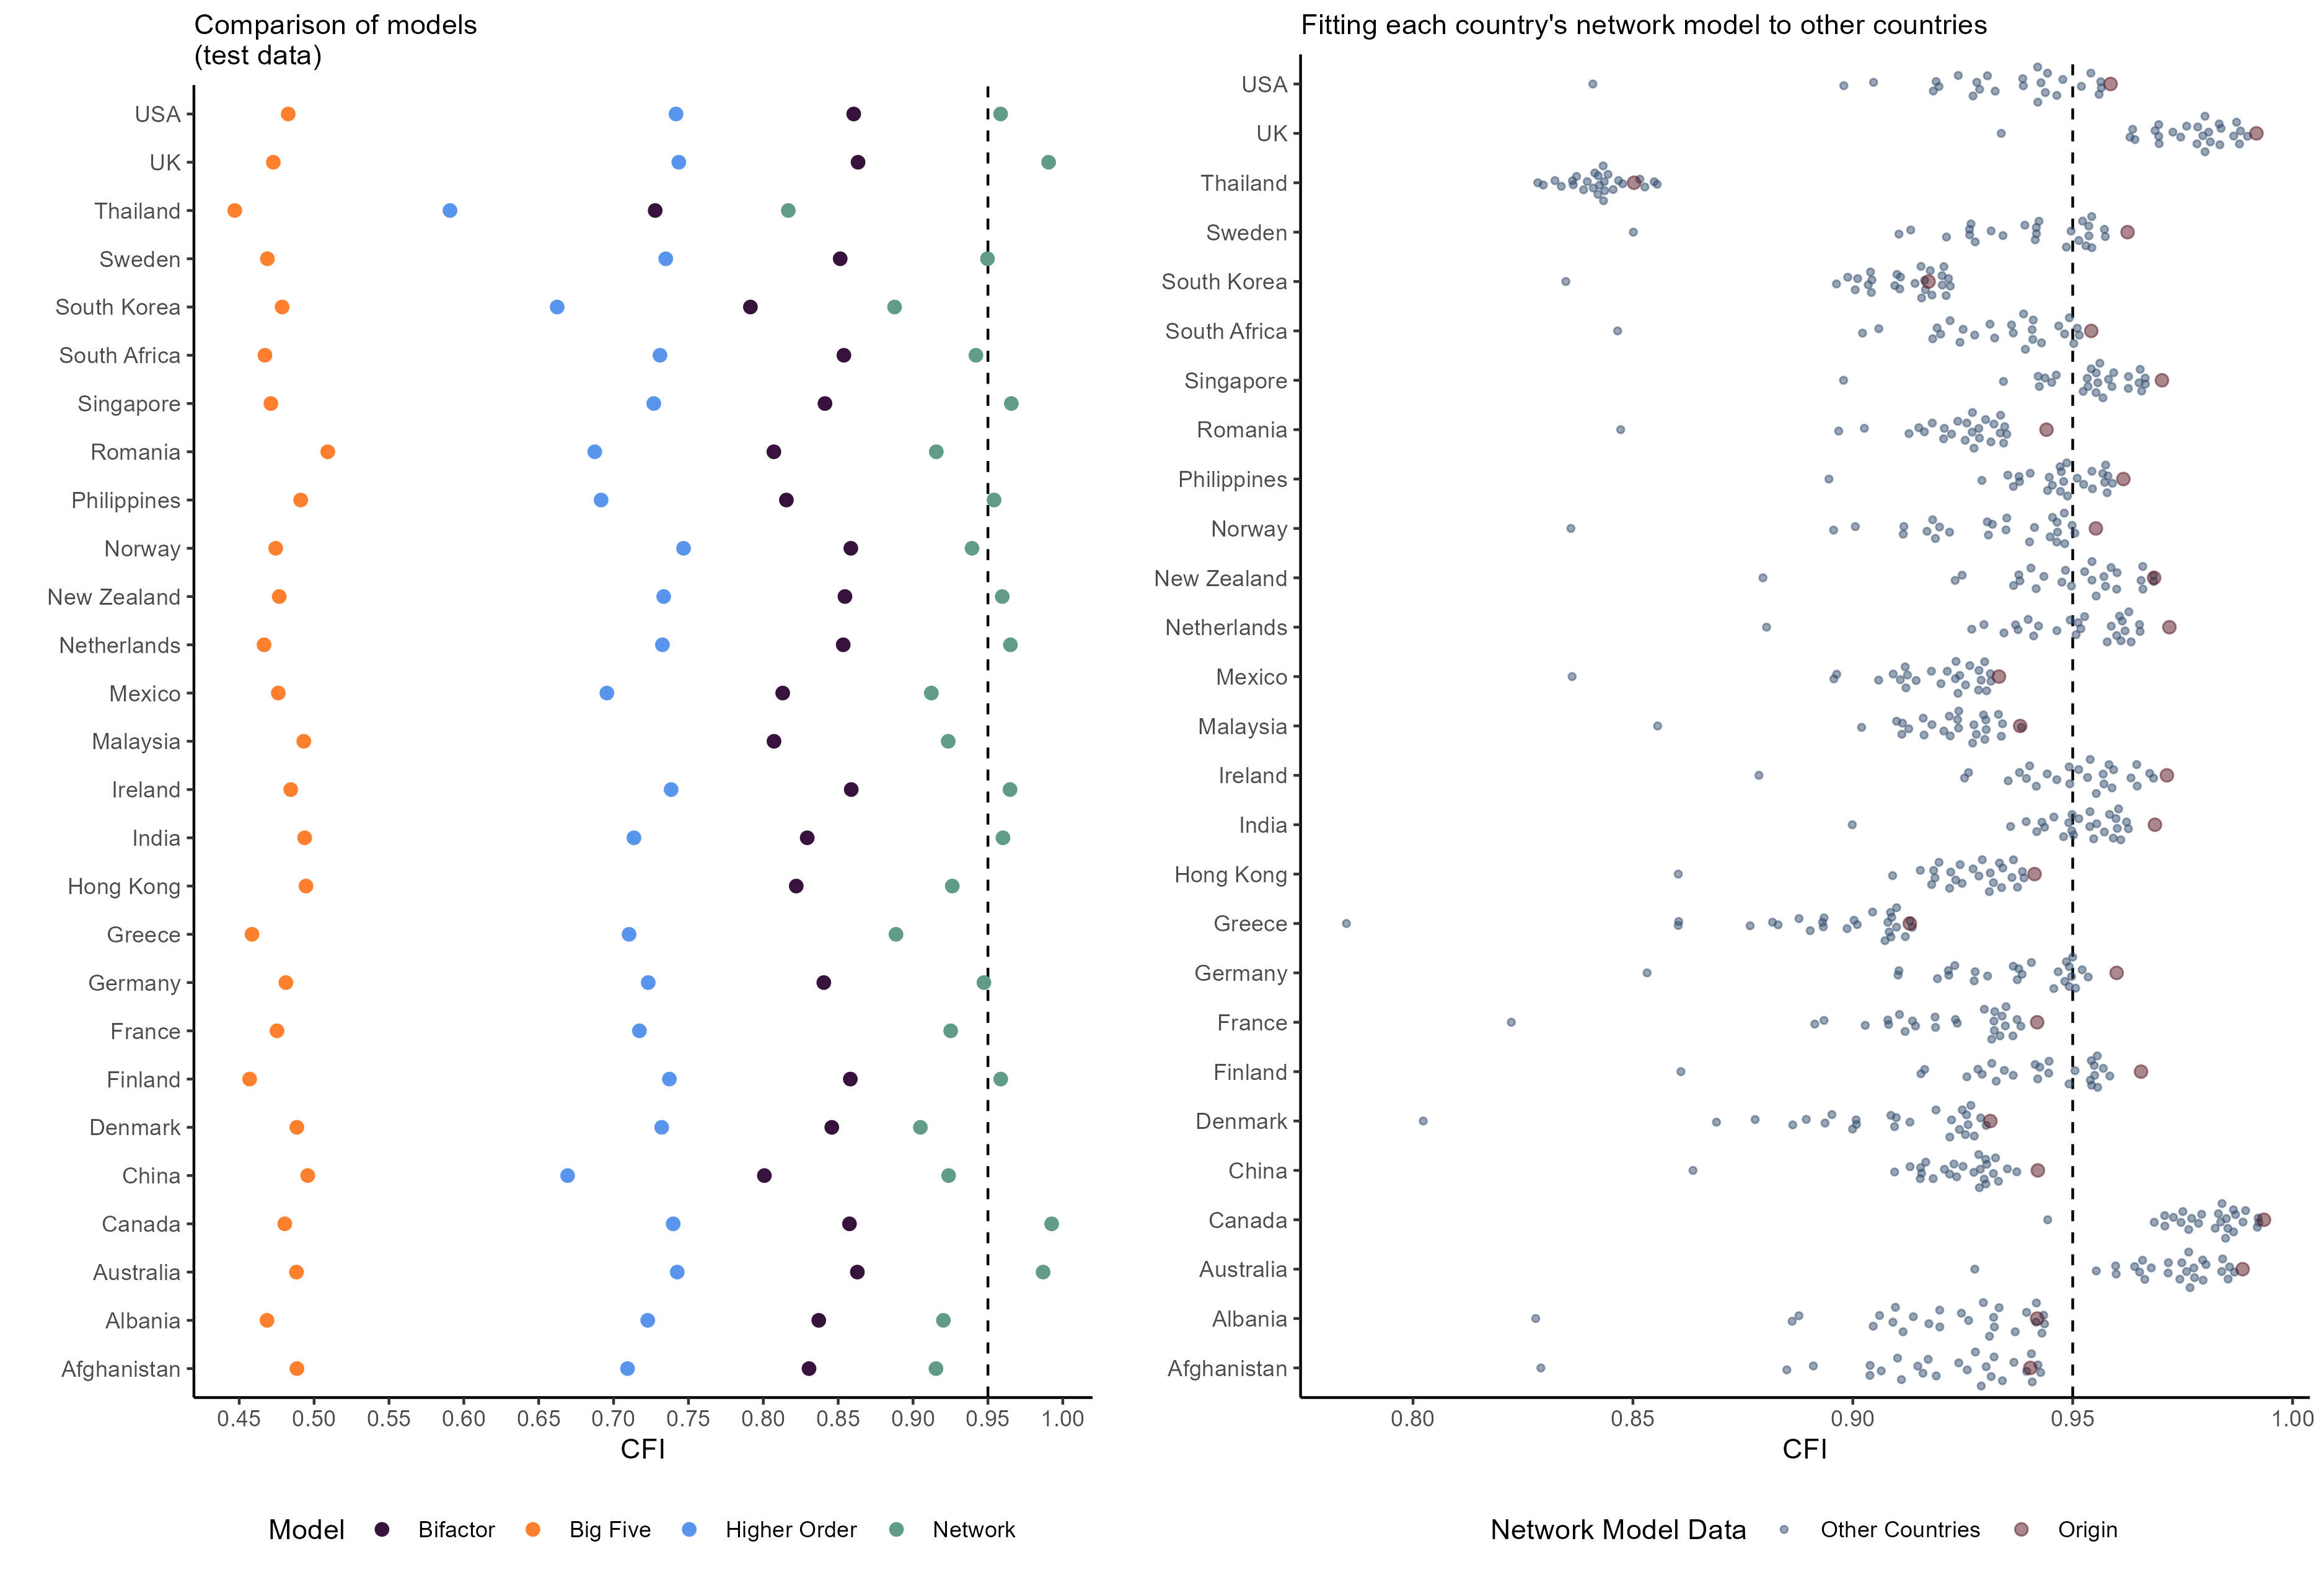 Comparison of models
(test data)
USA
UK
Thailand
Sweden
South Korea
South Africa
Singapore
Romania
Philippines
Norway
New Zealand
Netherlands
Mexico
Malaysia
Ireland
India
Hong Kong
Greece
Germany
France
Finland
Denmark
China
Canada
Australia
Albania
Afghanistan
0.45 0.50 0.55 0.60 0.65 0.70 0.75 0.80 0.85 0.90 0.95 1.00
CFI
Model Bifactor Big Five Higher Order Network
Fitting each country's network model to other countries
USA
UK
Thailand
Sweden
South Korea
South Africa
Singapore
Romania
Philippines
Norway
New Zealand
Netherlands
Mexico
Malaysia
Ireland
India
Hong Kong
Greece
Germany
France
Finland
Denmark
China
Canada
Australia
Albania
Afghanistan
0.80 0.85 0.90 0.95 1.00
CFI
Network Model Data Other Countries Origin